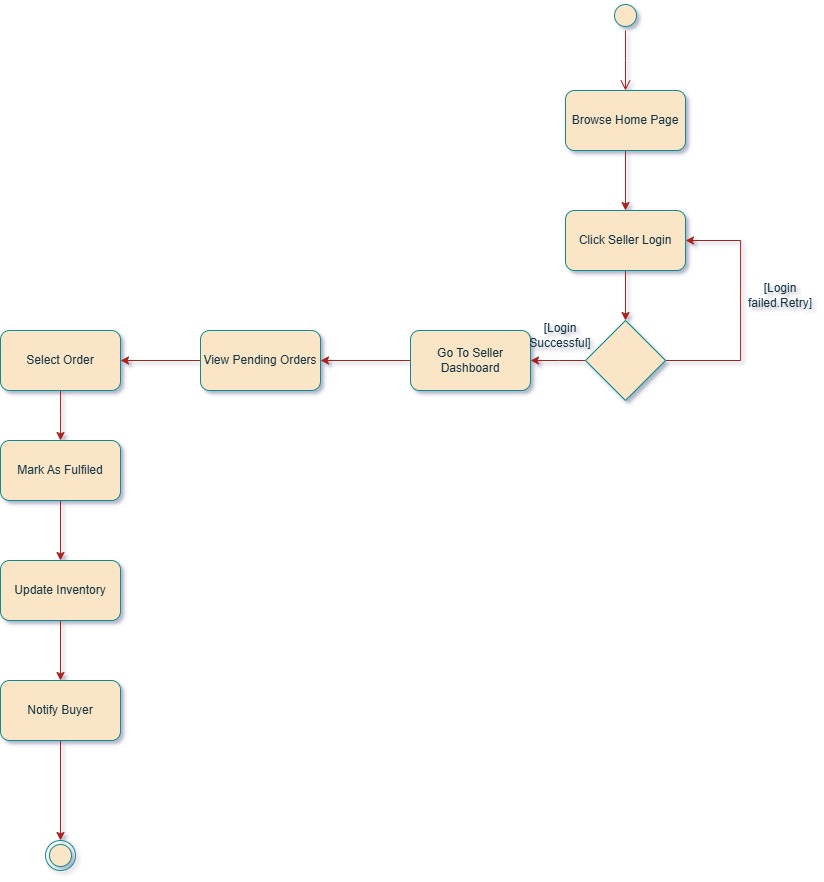 Browse Home Page
Click Seller Login
[Login
failed.Retry]
[Login
Successful]
Go To Seller
Dashboard
View Pending Orders
Select Order
Mark As Fulfiled
Update Inventory
Notify Buyer